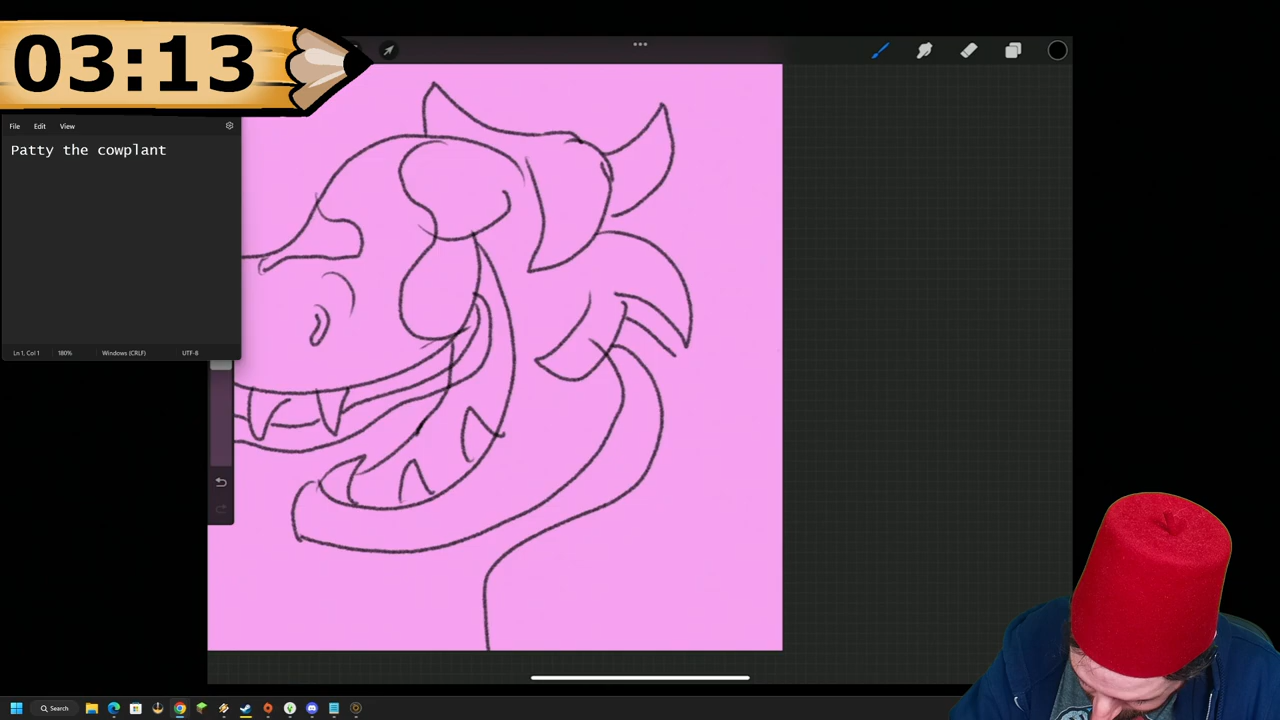 03:13
File Edit View
Patty the cowplant
Ln 1, Col 1 180% Windows (CRLF) UTF-8
Search